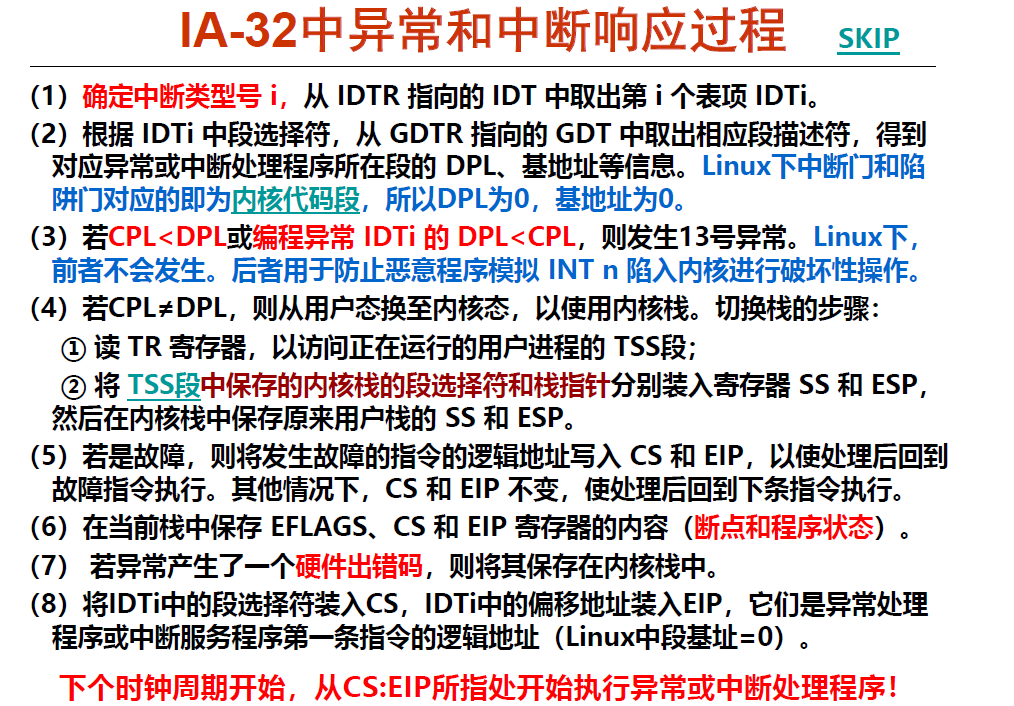 IA-32中异常和中断响应过程 SKIP
（1）确定中断类型号 i，从 IDTR 指向的 IDT 中取出第 i 个表项 IDTi。
（2）根据 IDTi 中段选择符，从 GDTR 指向的 GDT 中取出相应段描述符，得到
对应异常或中断处理程序所在段的 DPL、基地址等信息。Linux下中断门和陷
阱门对应的即为内核代码段，所以DPL为0，基地址为0。
（3）若CPL<DPL或编程异常 IDTi 的 DPL<CPL，则发生13号异常。Linux下，
前者不会发生。后者用于防止恶意程序模拟 INT n 陷入内核进行破坏性操作。
（4）若CPL≠DPL，则从用户态换至内核态，以使用内核栈。切换栈的步骤：
① 读 TR 寄存器，以访问正在运行的用户进程的 TSS段；
② 将 TSS段中保存的内核栈的段选择符和栈指针分别装入寄存器 SS 和 ESP，
然后在内核栈中保存原来用户栈的 SS 和 ESP。
（5）若是故障，则将发生故障的指令的逻辑地址写入 CS 和 EIP，以使处理后回到
故障指令执行。其他情况下，CS 和 EIP 不变，使处理后回到下条指令执行。
（6）在当前栈中保存 EFLAGS、CS 和 EIP 寄存器的内容（断点和程序状态）。
（7） 若异常产生了一个硬件出错码，则将其保存在内核栈中。
（8）将IDTi中的段选择符装入CS，IDTi中的偏移地址装入EIP，它们是异常处理
程序或中断服务程序第一条指令的逻辑地址（Linux中段基址=0）。
下个时钟周期开始，从CS:EIP所指处开始执行异常或中断处理程序！